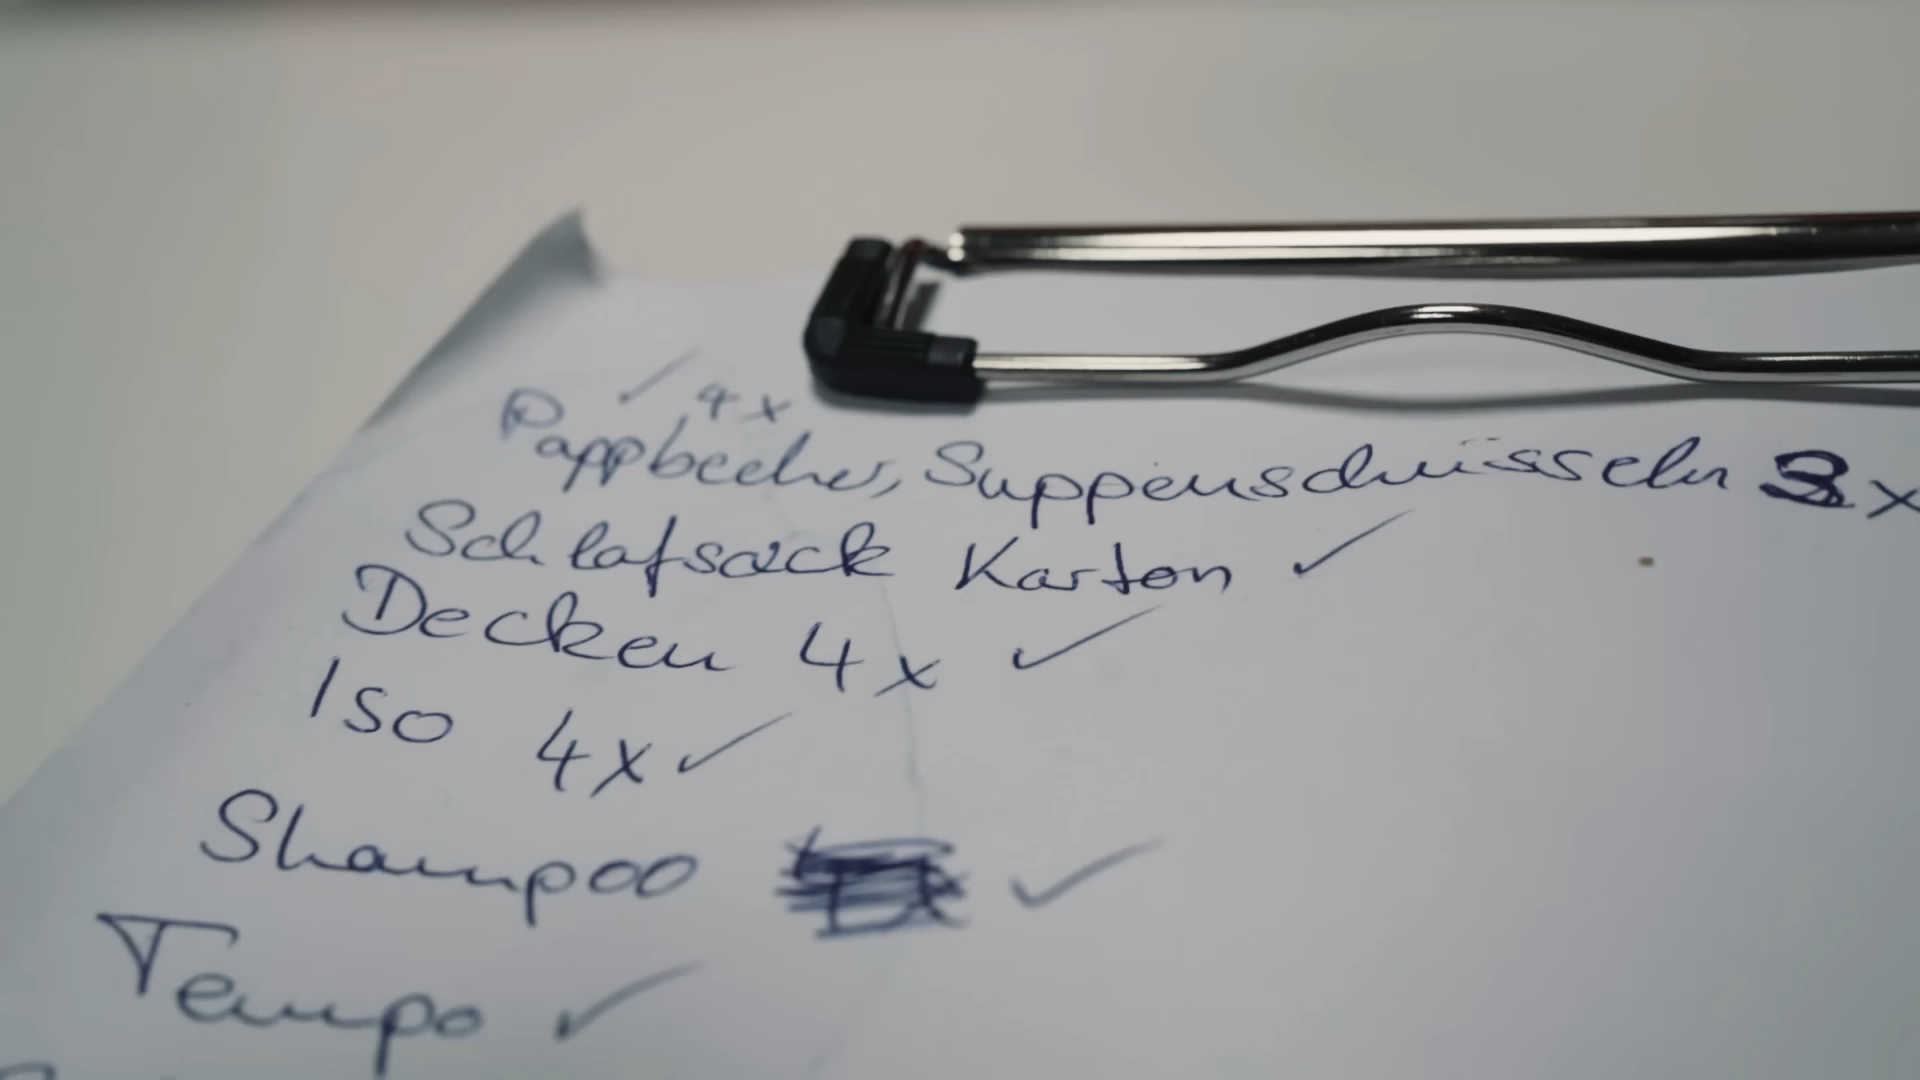 ✓ 4x
Pappbecher, Suppenschüsseln 3x
Schlafsack Karton ✓
Decken 4x ✓
Iso 4x ✓
Shampoo ✓
Tempo ✓